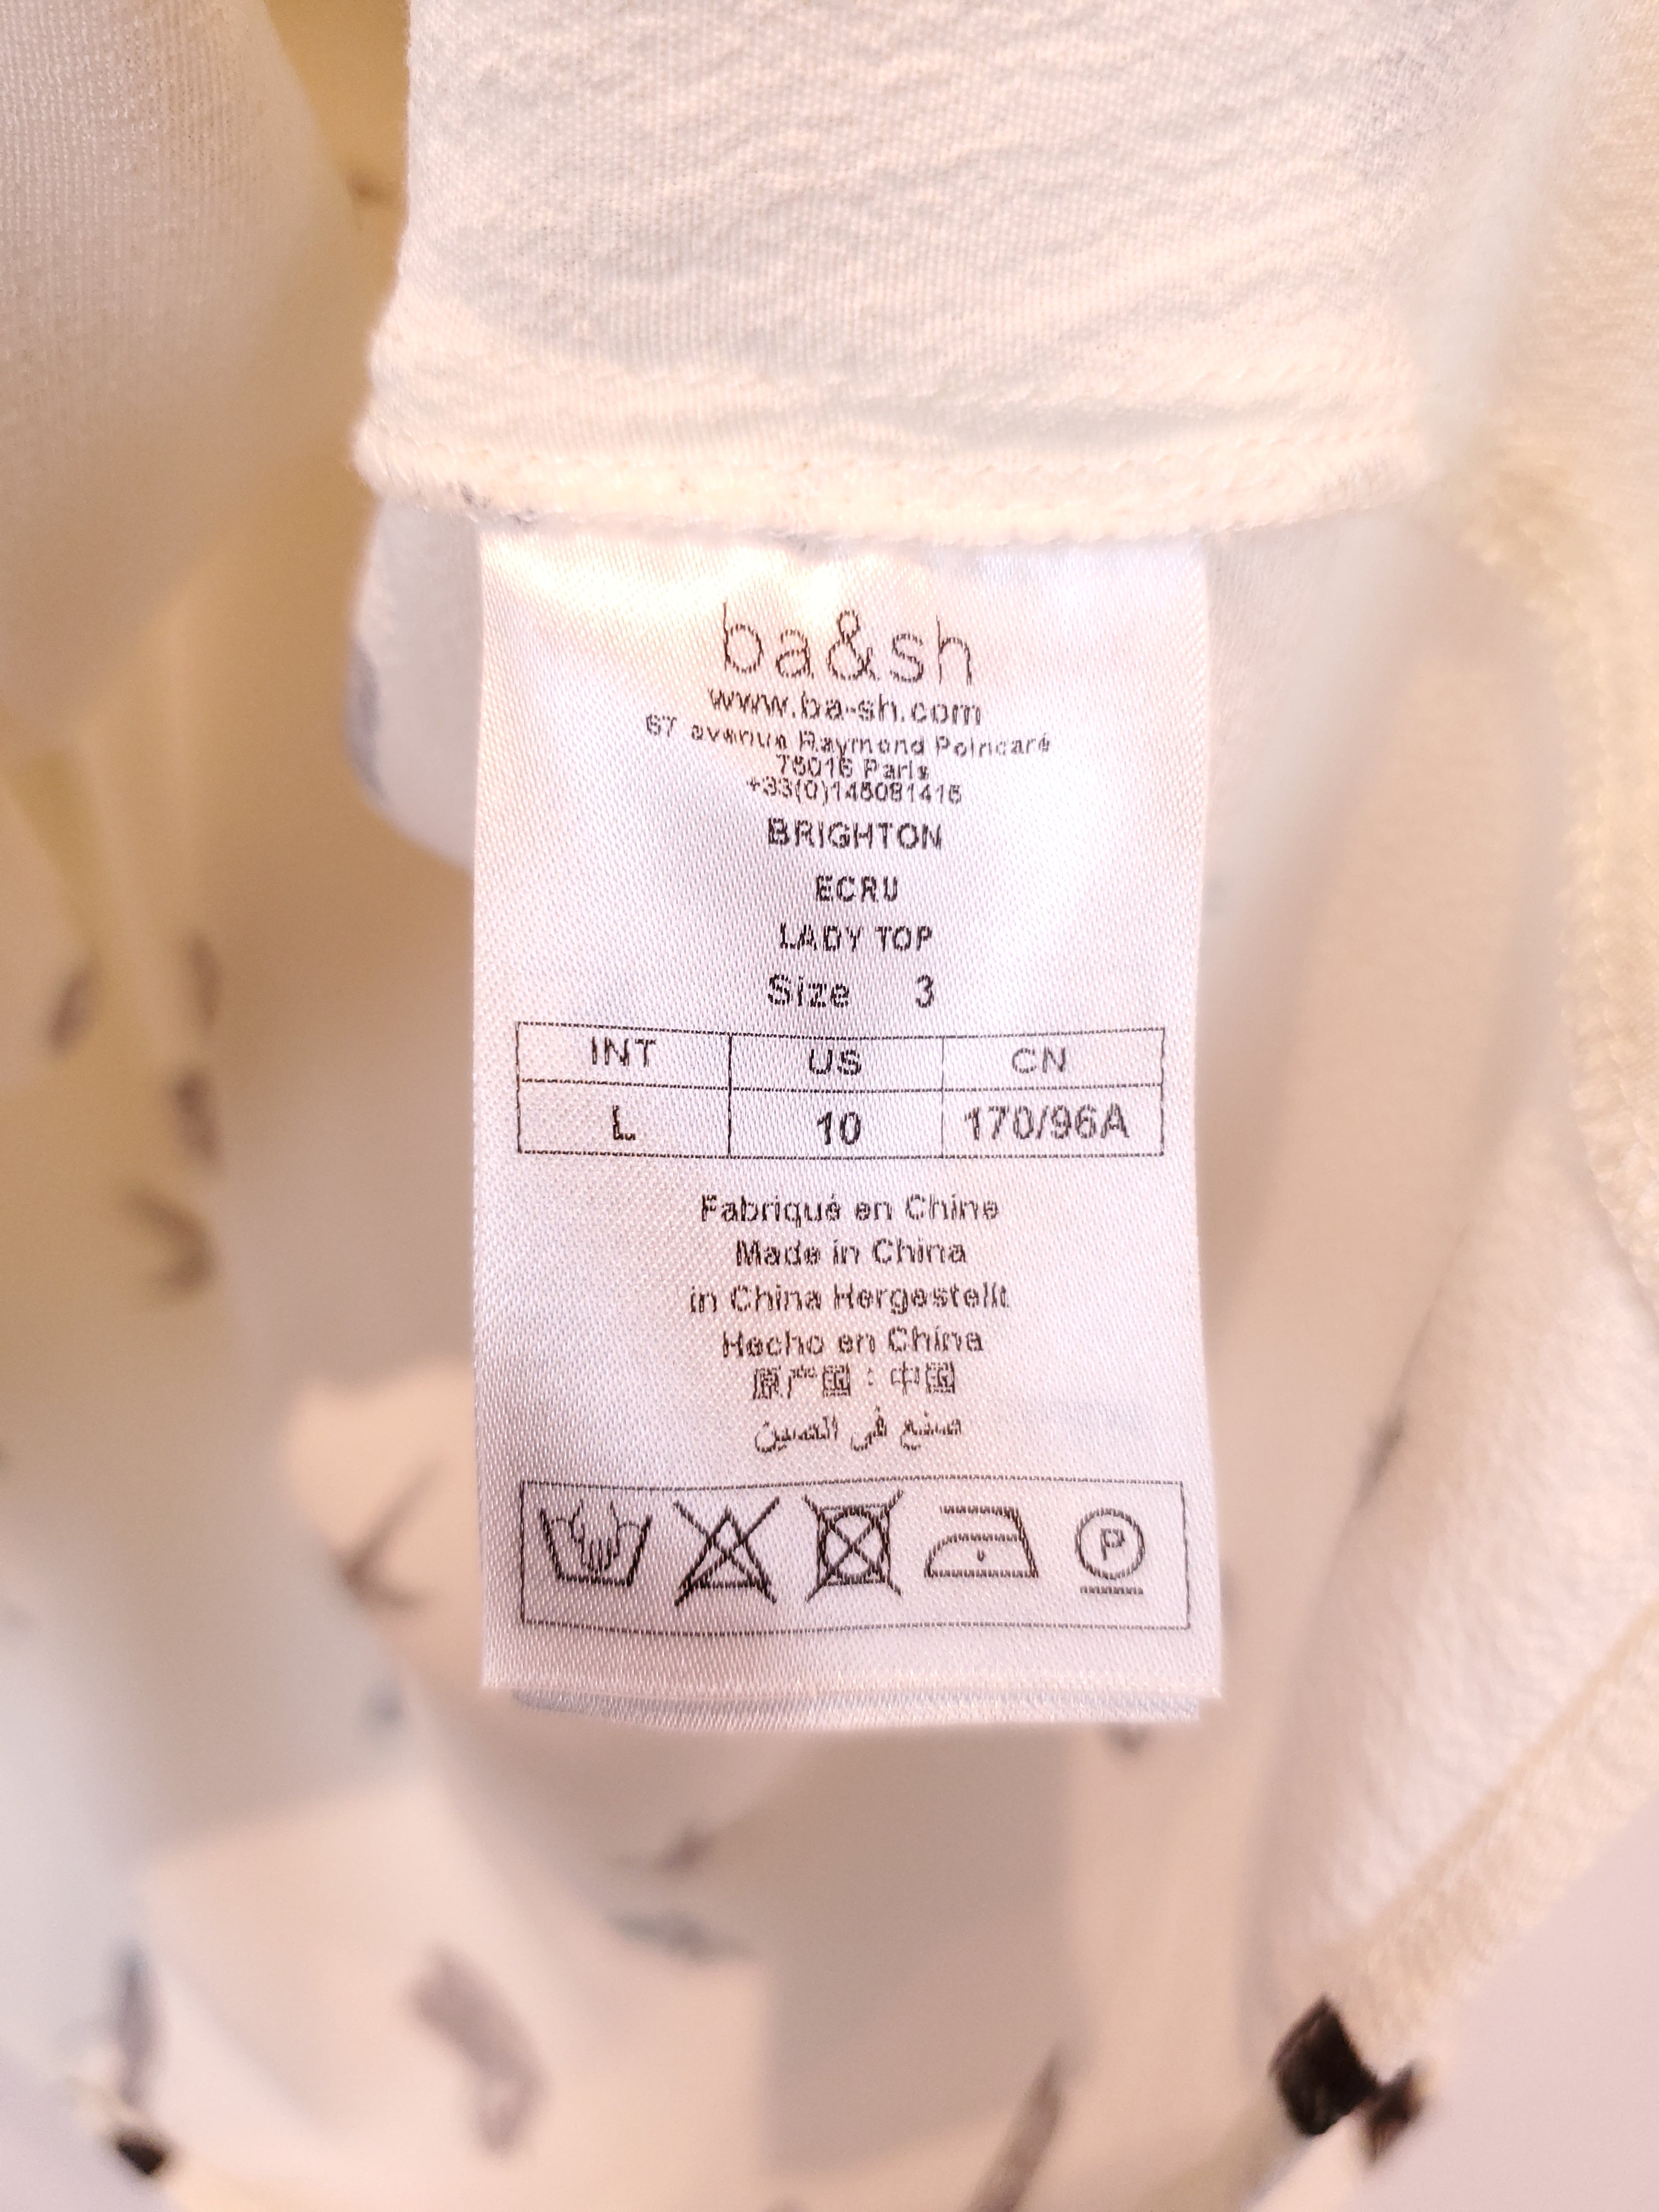 ba&sh
www.ba-sh.com
67 avenue Raymond Poincaré
75016 Paris
+33(0)145081415
BRIGHTON
ECRU
LADY TOP
Size 3
INT US CN
L 10 170/96A
Fabriqué en Chine
Made in China
in China Hergestellt
Hecho en China
原产国：中国
صنع في الصين
P